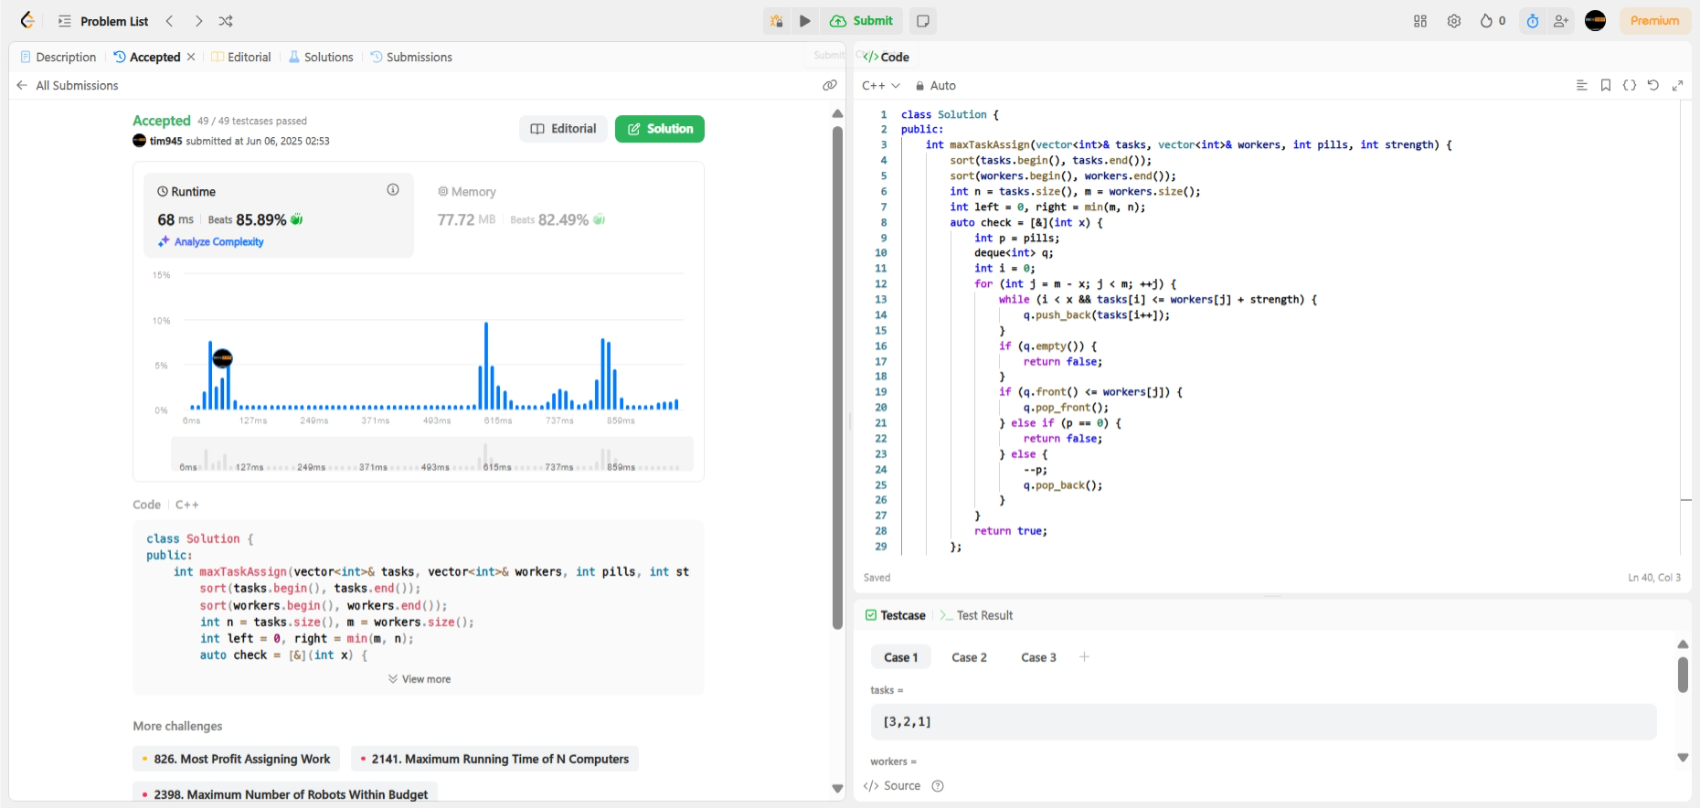 Problem List
Submit
0
Premium
Description
Accepted
Editorial
Solutions
Submissions
All Submissions
Accepted 49 / 49 testcases passed
tim945 submitted at Jun 06, 2025 02:53
Editorial
Solution
Runtime
68 ms | Beats 85.89%
Analyze Complexity
Memory
77.72 MB | Beats 82.49%
15%
10%
5%
0%
6ms 127ms 249ms 371ms 493ms 616ms 737ms 859ms
6ms 127ms 249ms 371ms 493ms 615ms 737ms 859ms
Code | C++
class Solution {
public:
    int maxTaskAssign(vector<int>& tasks, vector<int>& workers, int pills, int st
        sort(tasks.begin(), tasks.end());
        sort(workers.begin(), workers.end());
        int n = tasks.size(), m = workers.size();
        int left = 0, right = min(m, n);
        auto check = [&](int x) {
View more
More challenges
826. Most Profit Assigning Work
2141. Maximum Running Time of N Computers
2398. Maximum Number of Robots Within Budget
</> Code
C++
Auto
1 class Solution {
2 public:
3     int maxTaskAssign(vector<int>& tasks, vector<int>& workers, int pills, int strength) {
4         sort(tasks.begin(), tasks.end());
5         sort(workers.begin(), workers.end());
6         int n = tasks.size(), m = workers.size();
7         int left = 0, right = min(m, n);
8         auto check = [&](int x) {
9             int p = pills;
10             deque<int> q;
11             int i = 0;
12             for (int j = m - x; j < m; ++j) {
13                 while (i < x && tasks[i] <= workers[j] + strength) {
14                     q.push_back(tasks[i++]);
15                 }
16                 if (q.empty()) {
17                     return false;
18                 }
19                 if (q.front() <= workers[j]) {
20                     q.pop_front();
21                 } else if (p == 0) {
22                     return false;
23                 } else {
24                     --p;
25                     q.pop_back();
26                 }
27             }
28             return true;
29         };
Saved
Ln 40, Col 3
Testcase
Test Result
Case 1
Case 2
Case 3
tasks =
[3,2,1]
workers =
</> Source